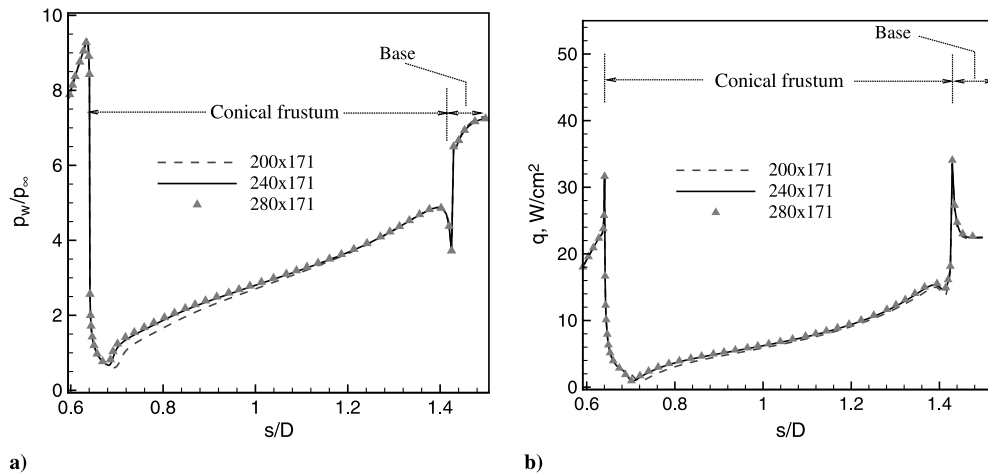 10
8
6
4
2
0
p_w/p_∞
Base
Conical frustum
200x171
240x171
280x171
0.6
0.8
1
1.2
1.4
s/D
a)
50
40
30
20
10
0
q, W/cm²
Base
Conical frustum
200x171
240x171
280x171
0.6
0.8
1
1.2
1.4
s/D
b)